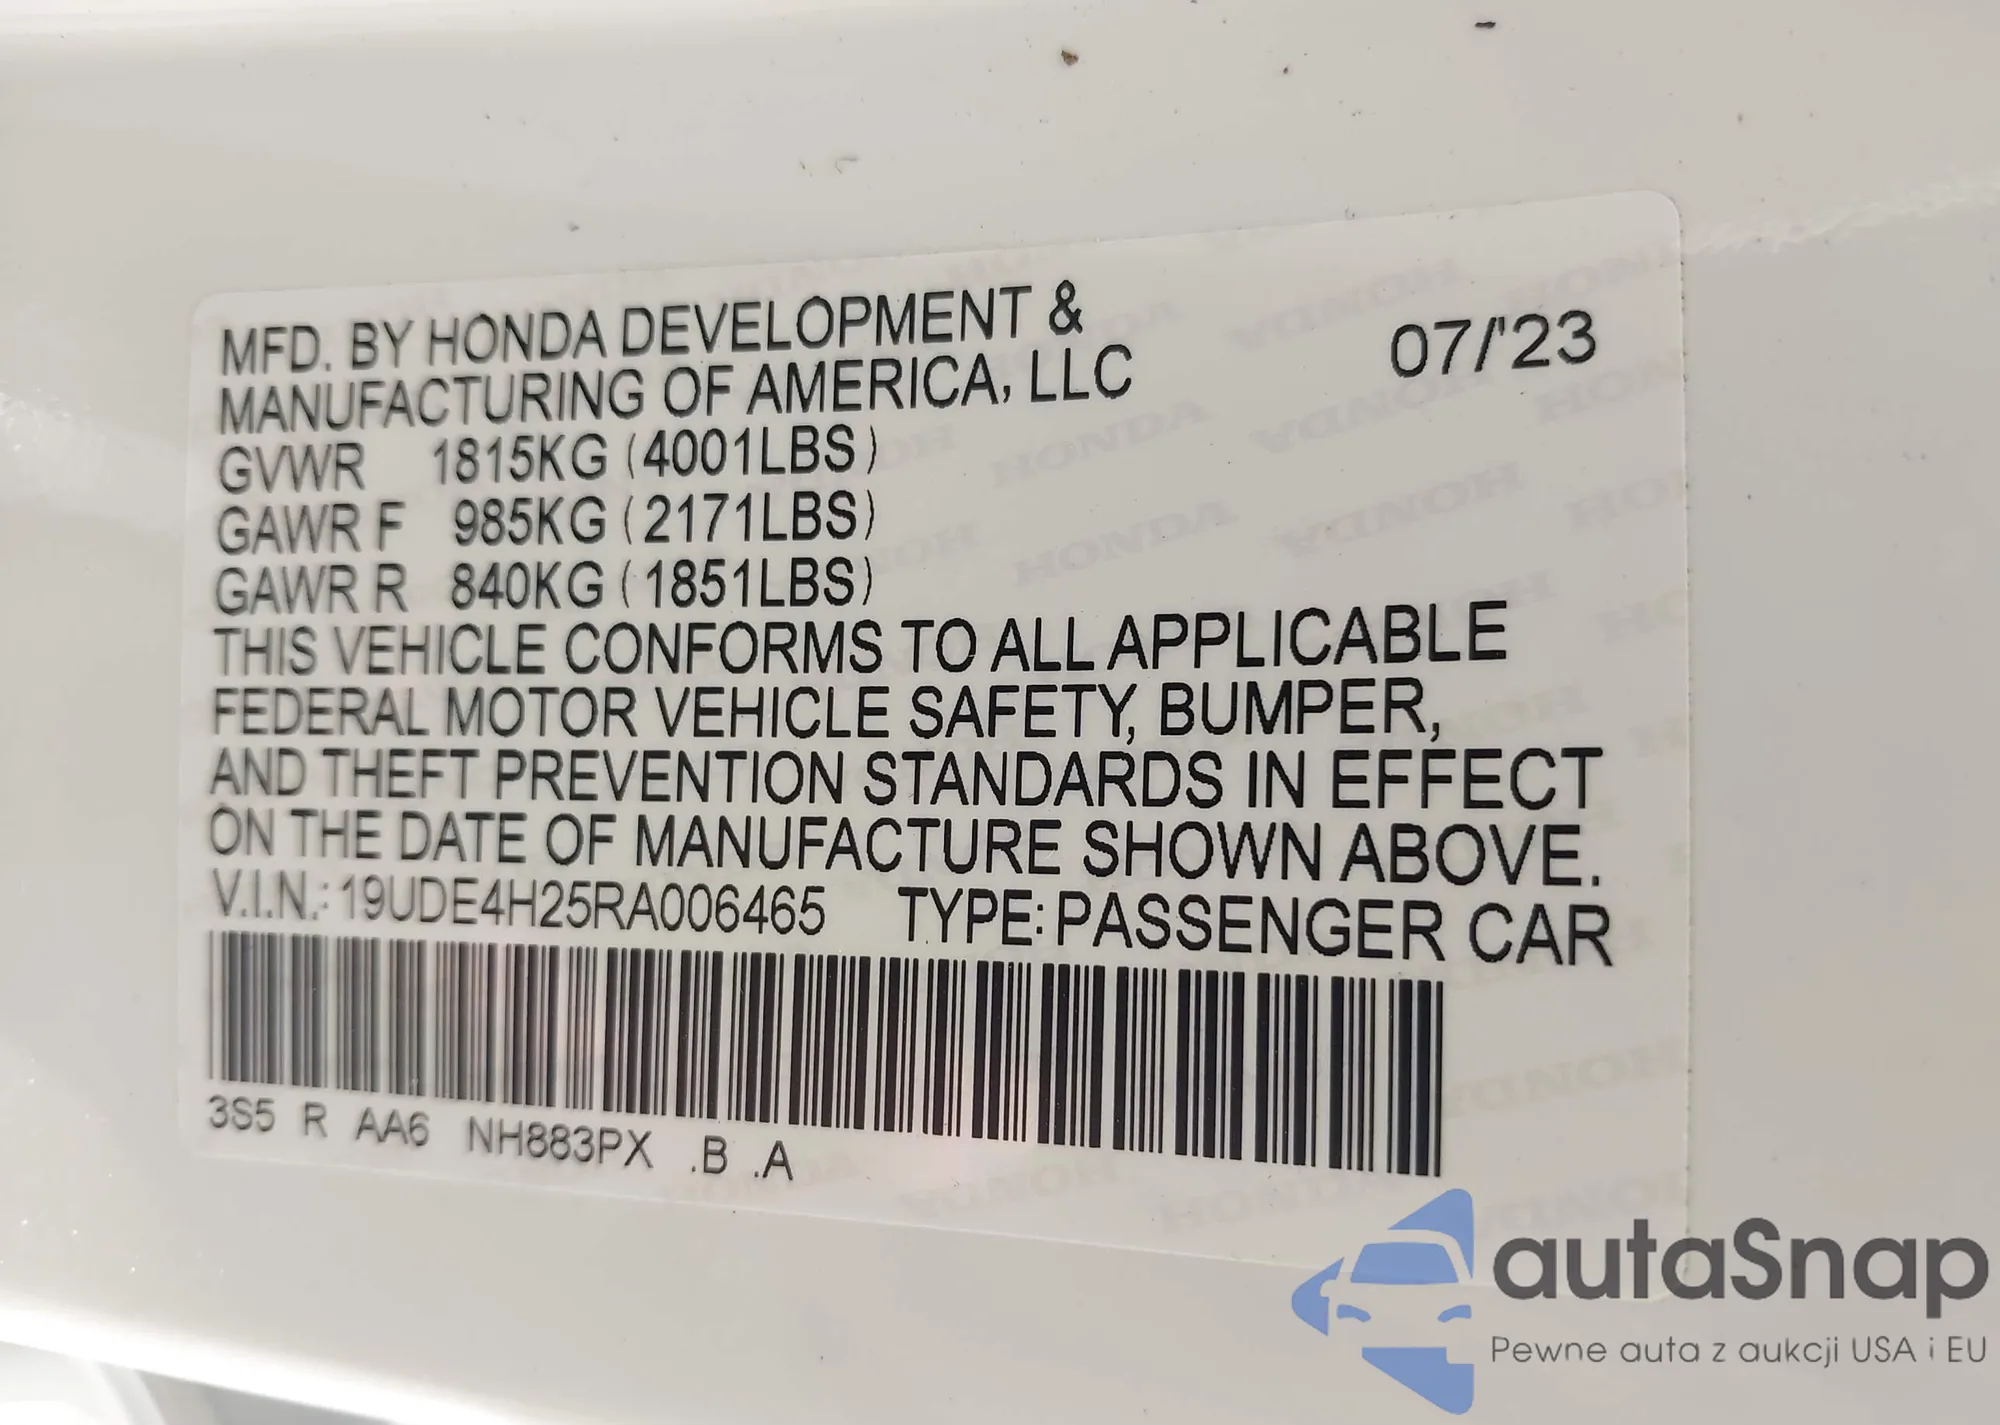 MFD. BY HONDA DEVELOPMENT &
MANUFACTURING OF AMERICA, LLC
07/'23
GVWR 1815KG (4001LBS)
GAWR F 985KG (2171LBS)
GAWR R 840KG (1851LBS)
THIS VEHICLE CONFORMS TO ALL APPLICABLE
FEDERAL MOTOR VEHICLE SAFETY, BUMPER,
AND THEFT PREVENTION STANDARDS IN EFFECT
ON THE DATE OF MANUFACTURE SHOWN ABOVE.
V.I.N.: 19UDE4H25RA006465 TYPE: PASSENGER CAR
3S5 R AA6 NH883PX .B .A
autaSnap
Pewne auta z aukcji USA i EU